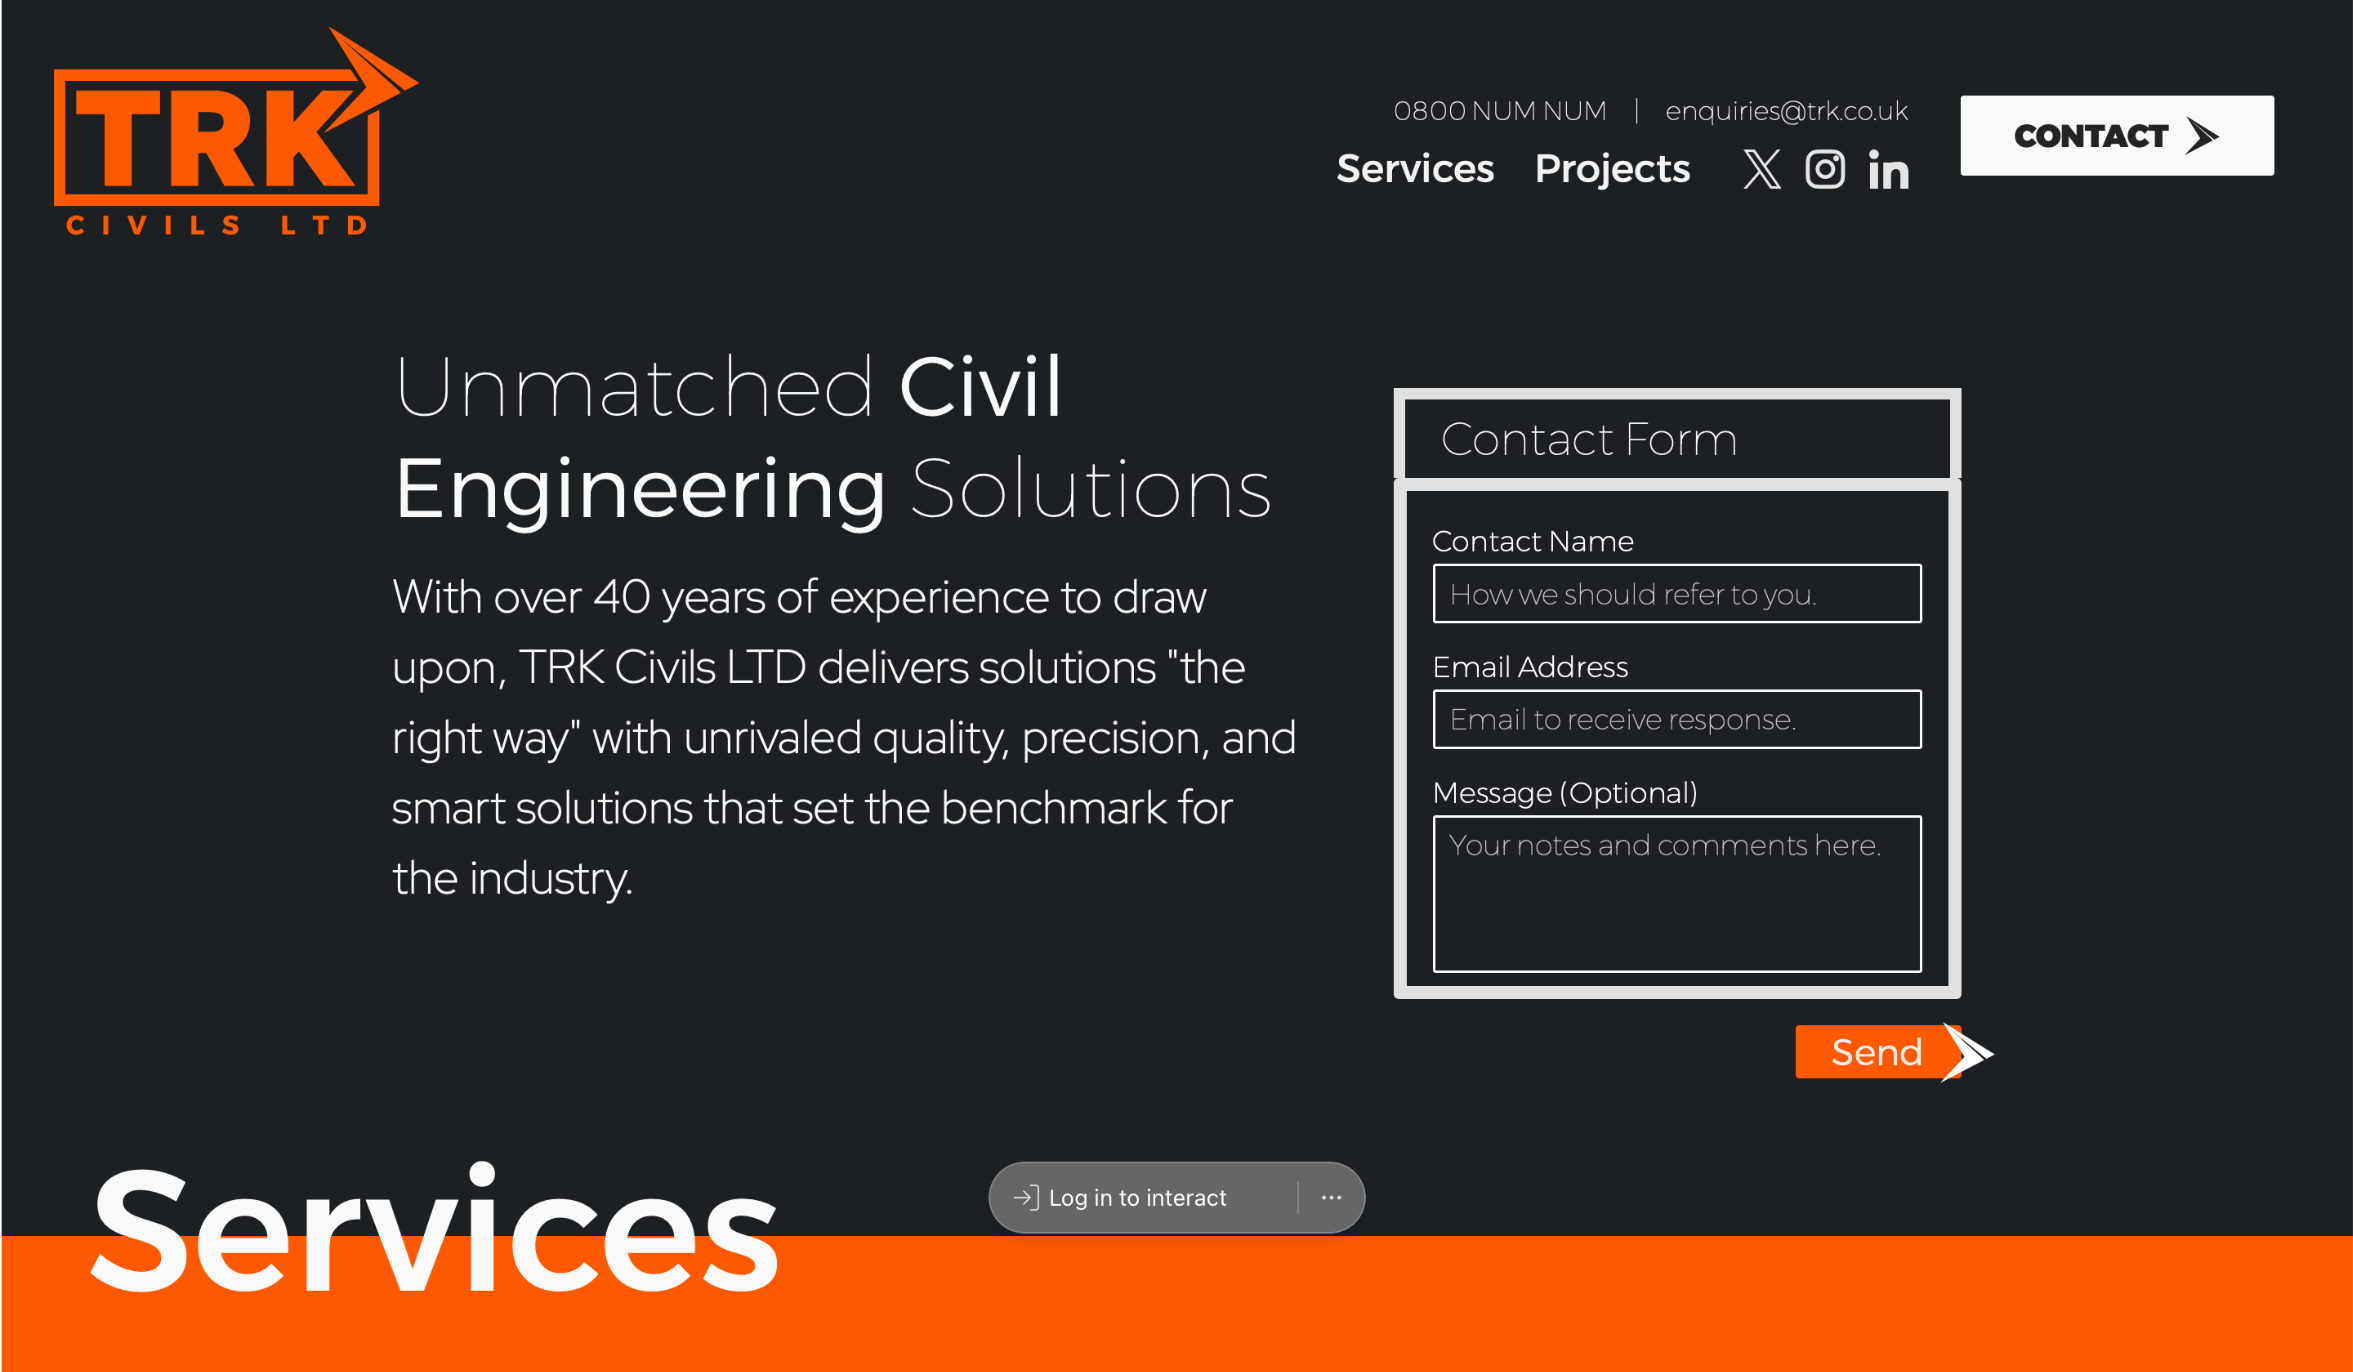 TRK
CIVILS LTD
0800 NUM NUM | enquiries@trk.co.uk
Services Projects
CONTACT
Unmatched Civil
Engineering Solutions
With over 40 years of experience to draw
upon, TRK Civils LTD delivers solutions "the
right way" with unrivaled quality, precision, and
smart solutions that set the benchmark for
the industry.
Contact Form
Contact Name
How we should refer to you.
Email Address
Email to receive response.
Message (Optional)
Your notes and comments here.
Send
Services
Log in to interact